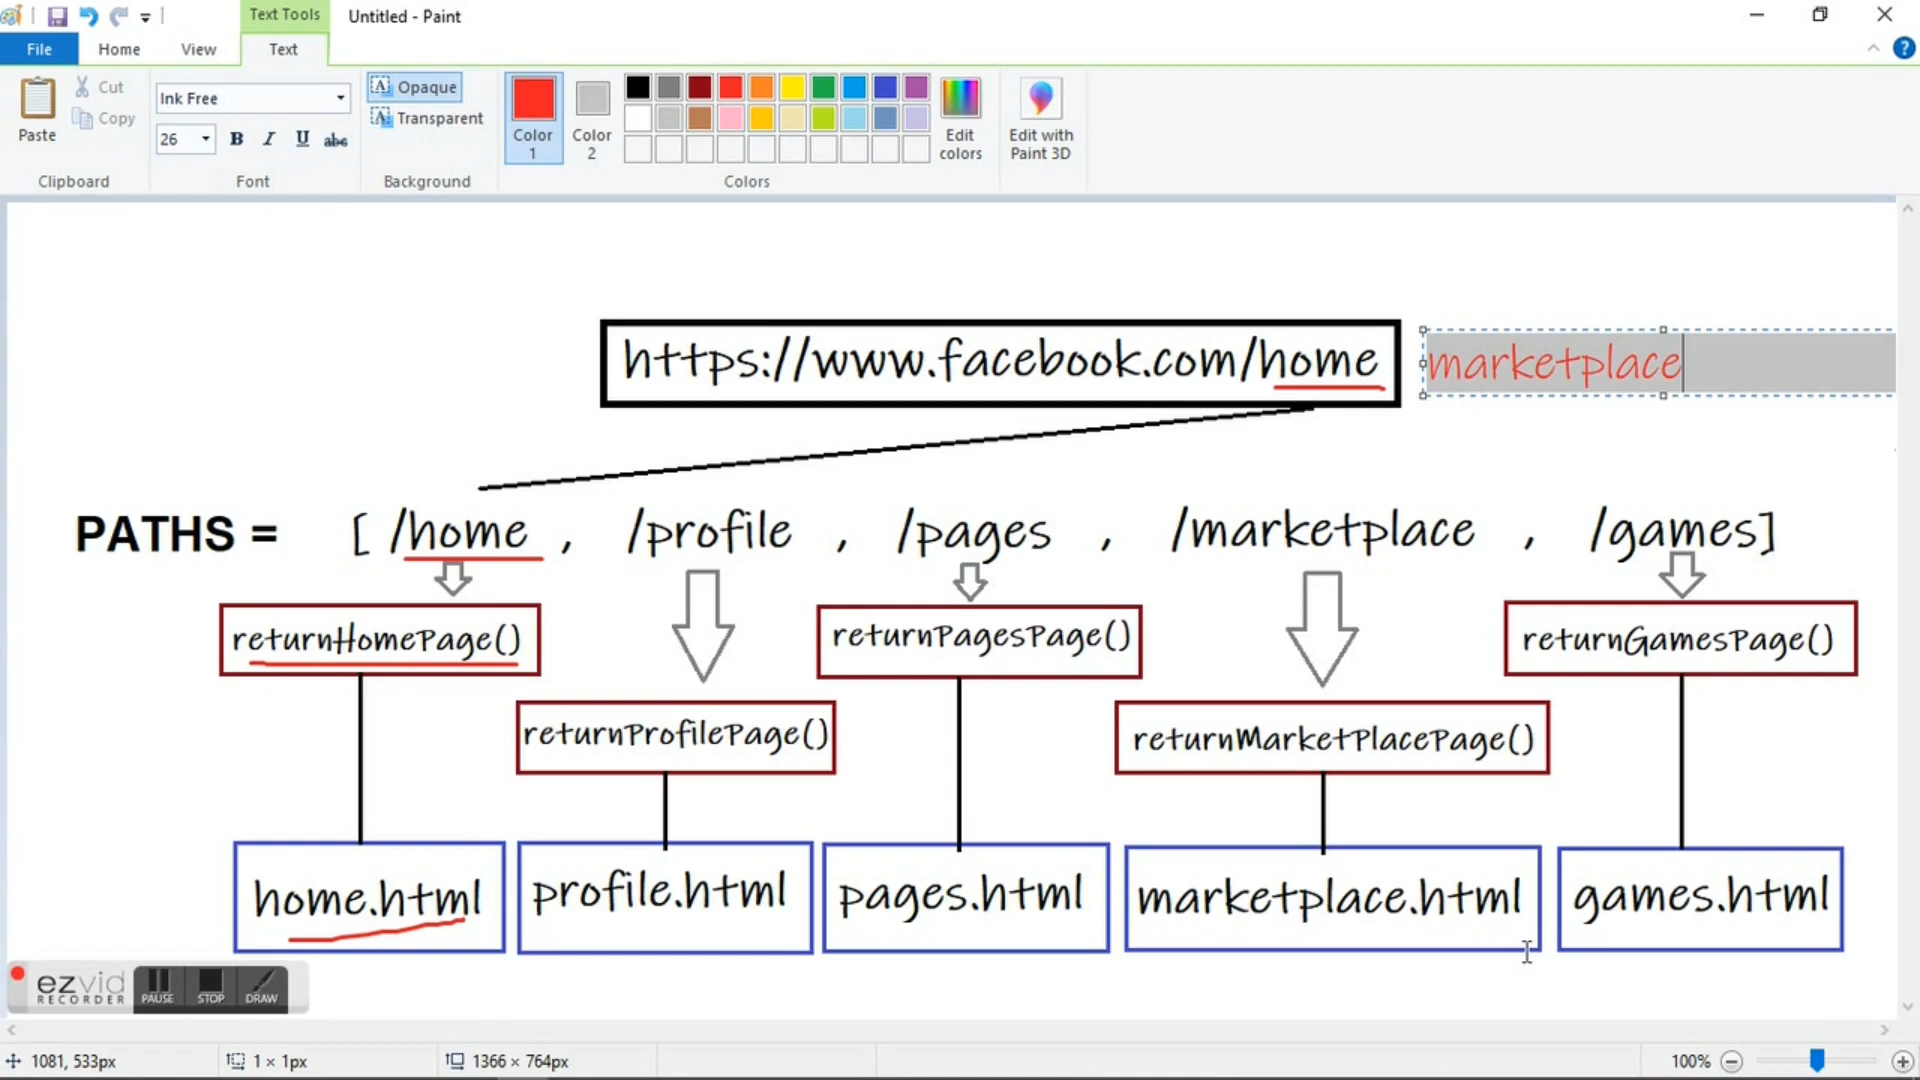 Text Tools
Untitled - Paint
File
Home
View
Text
Paste
Cut
Copy
Clipboard
Ink Free
26
B
I
U
abc
Font
Opaque
Transparent
Background
Color 1
Color 2
Edit colors
Colors
Edit with Paint 3D
https://www.facebook.com/home
marketplace
PATHS = [ /home , /profile , /pages , /marketplace , /games]
returnHomePage()
returnPagesPage()
returnGamesPage()
returnProfilePage()
returnMarketPlacePage()
home.html
profile.html
pages.html
marketplace.html
games.html
ezvid
RECORDER
PAUSE
STOP
DRAW
1081, 533px
1 × 1px
1366 × 764px
100%